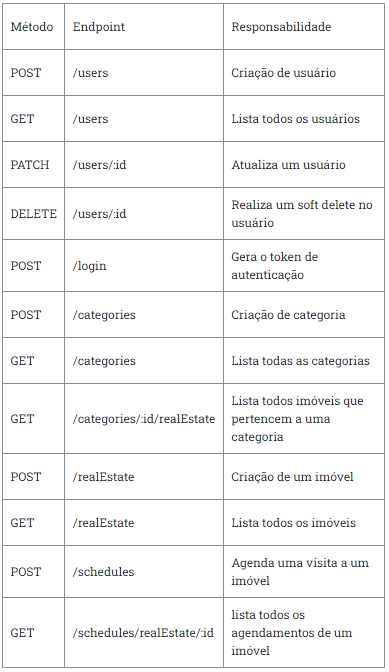 Método Endpoint Responsabilidade
POST /users Criação de usuário
GET /users Lista todos os usuários
PATCH /users/:id Atualiza um usuário
DELETE /users/:id Realiza um soft delete no
usuário
POST /login Gera o token de
autenticação
POST /categories Criação de categoria
GET /categories Lista todas as categorias
GET /categories/:id/realEstate Lista todos imóveis que
pertencem a uma
categoria
POST /realEstate Criação de um imóvel
GET /realEstate Lista todos os imóveis
POST /schedules Agenda uma visita a um
imóvel
GET /schedules/realEstate/:id lista todos os
agendamentos de um
imóvel